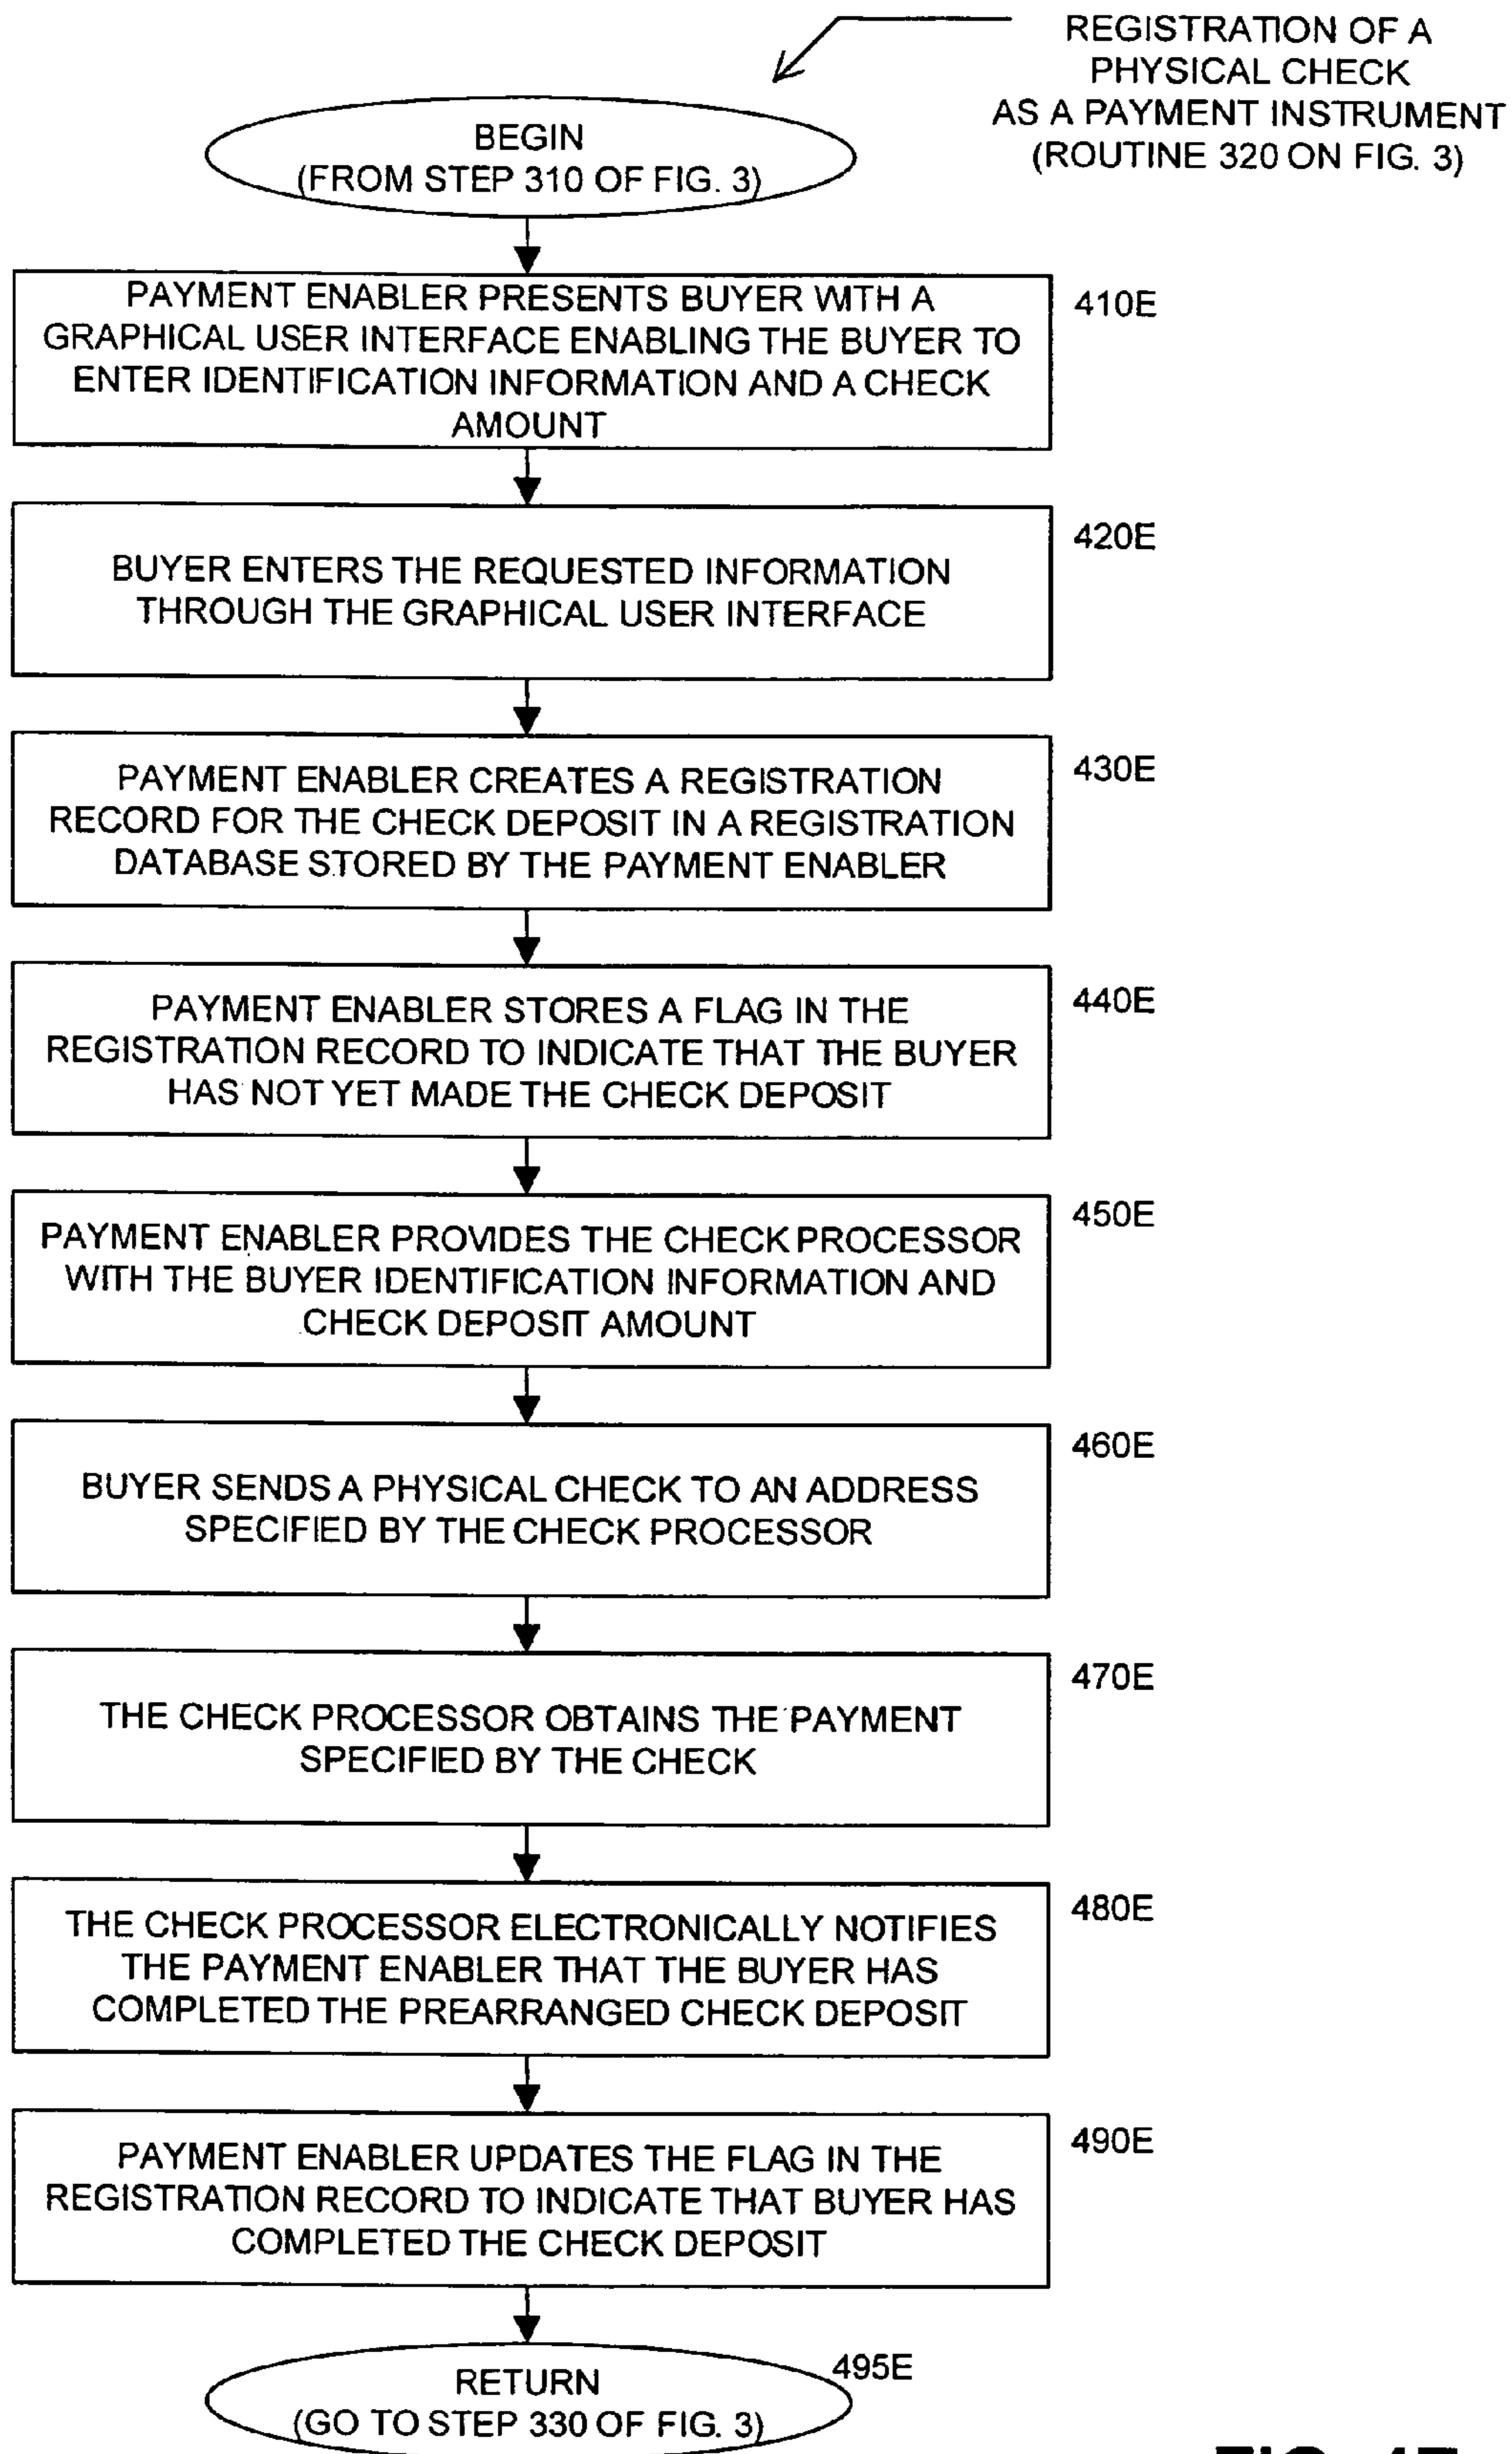 REGISTRATION OF A
PHYSICAL CHECK
AS A PAYMENT INSTRUMENT
(ROUTINE 320 ON FIG. 3)
BEGIN
(FROM STEP 310 OF FIG. 3)
PAYMENT ENABLER PRESENTS BUYER WITH A
GRAPHICAL USER INTERFACE ENABLING THE BUYER TO
ENTER IDENTIFICATION INFORMATION AND A CHECK
AMOUNT
410E
BUYER ENTERS THE REQUESTED INFORMATION
THROUGH THE GRAPHICAL USER INTERFACE
420E
PAYMENT ENABLER CREATES A REGISTRATION
RECORD FOR THE CHECK DEPOSIT IN A REGISTRATION
DATABASE STORED BY THE PAYMENT ENABLER
430E
PAYMENT ENABLER STORES A FLAG IN THE
REGISTRATION RECORD TO INDICATE THAT THE BUYER
HAS NOT YET MADE THE CHECK DEPOSIT
440E
PAYMENT ENABLER PROVIDES THE CHECK PROCESSOR
WITH THE BUYER IDENTIFICATION INFORMATION AND
CHECK DEPOSIT AMOUNT
450E
BUYER SENDS A PHYSICAL CHECK TO AN ADDRESS
SPECIFIED BY THE CHECK PROCESSOR
460E
THE CHECK PROCESSOR OBTAINS THE PAYMENT
SPECIFIED BY THE CHECK
470E
THE CHECK PROCESSOR ELECTRONICALLY NOTIFIES
THE PAYMENT ENABLER THAT THE BUYER HAS
COMPLETED THE PREARRANGED CHECK DEPOSIT
480E
PAYMENT ENABLER UPDATES THE FLAG IN THE
REGISTRATION RECORD TO INDICATE THAT BUYER HAS
COMPLETED THE CHECK DEPOSIT
490E
RETURN
(GO TO STEP 330 OF FIG. 3)
495E